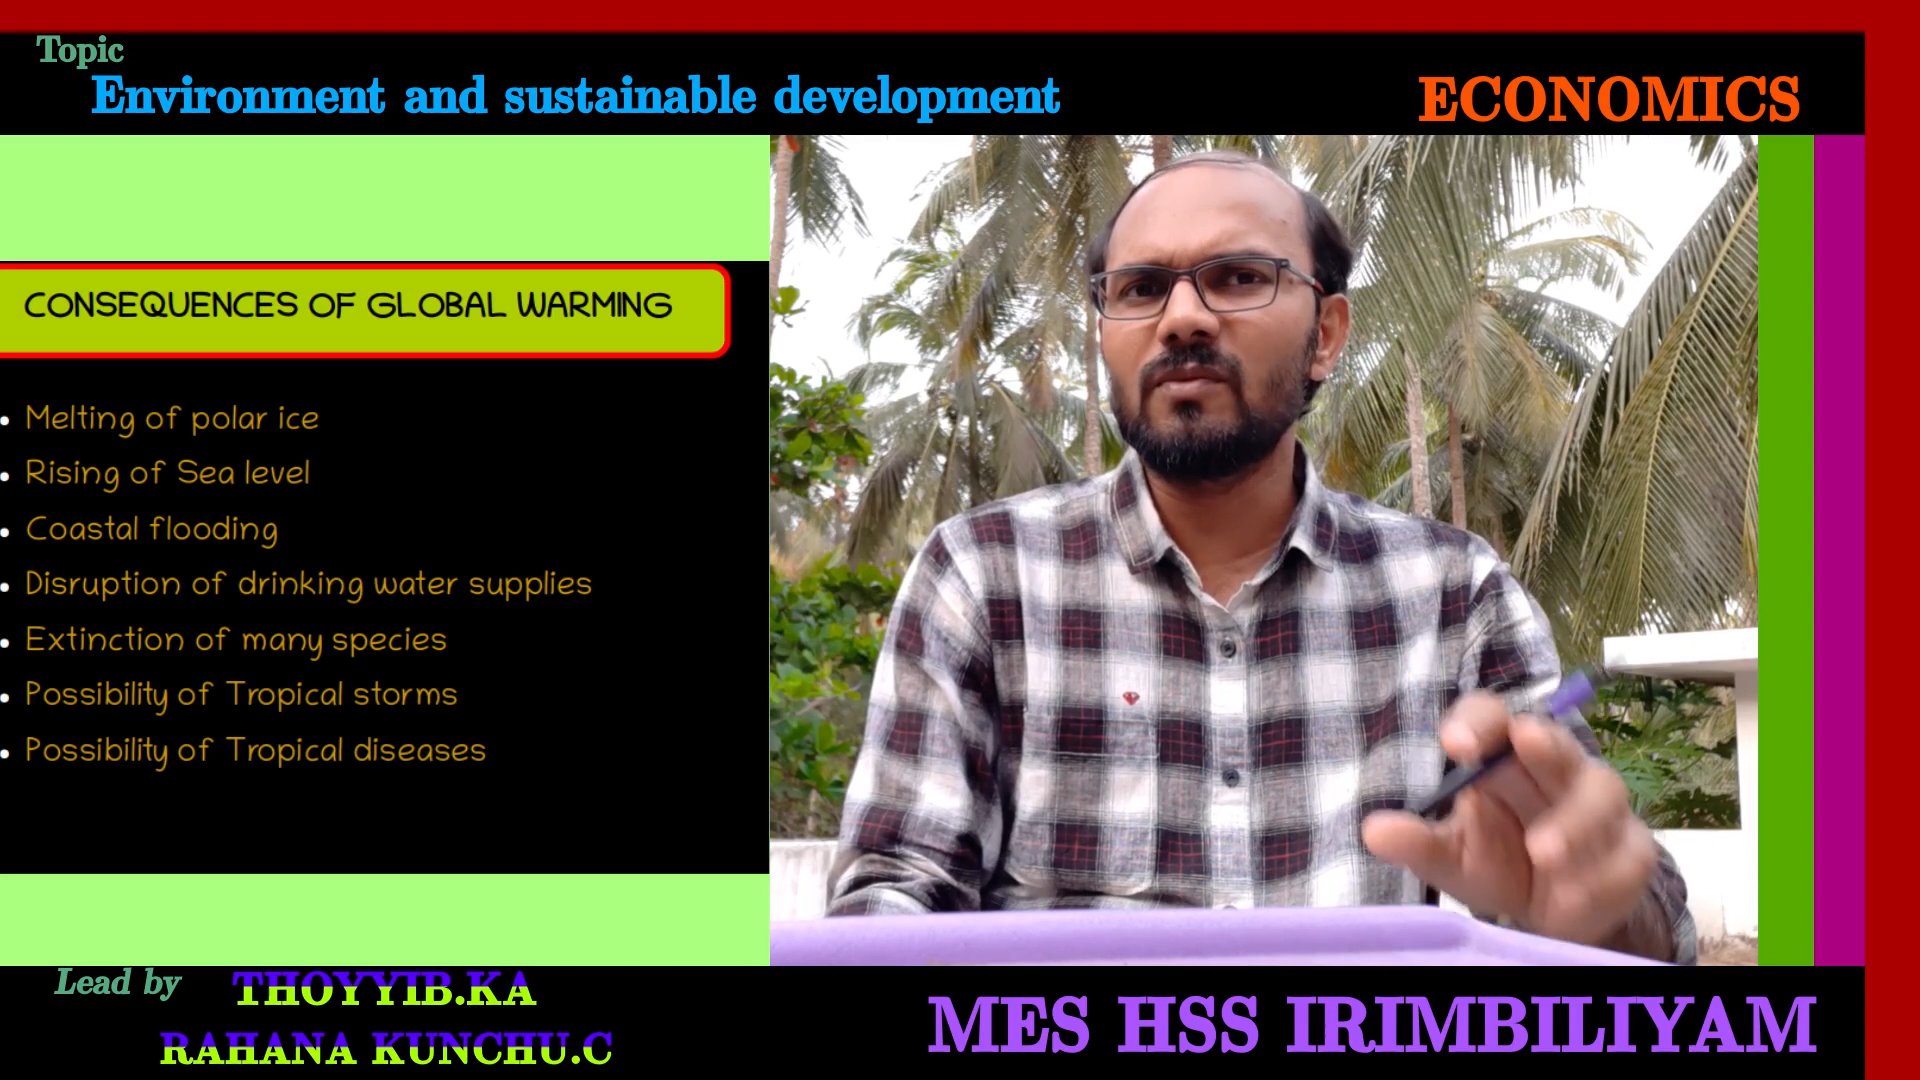 Topic
Environment and sustainable development
ECONOMICS
CONSEQUENCES OF GLOBAL WARMING
• Melting of polar ice
• Rising of Sea level
• Coastal flooding
• Disruption of drinking water supplies
• Extinction of many species
• Possibility of Tropical storms
• Possibility of Tropical diseases
Lead by
THOYYIB.KA
RAHANA KUNCHU.C
MES HSS IRIMBILIYAM